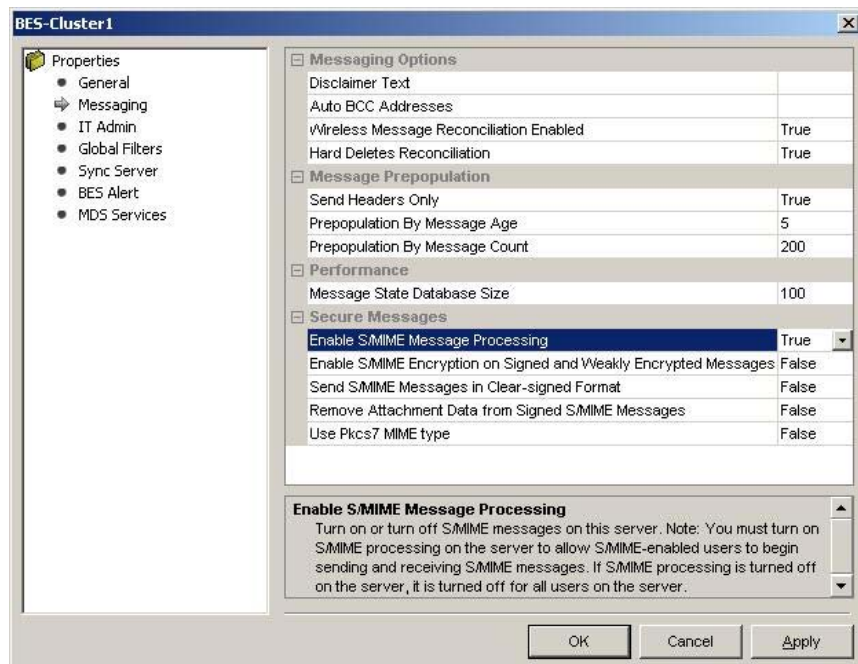 BES-Cluster1
Properties
General
Messaging
IT Admin
Global Filters
Sync Server
BES Alert
MDS Services
Messaging Options
Disclaimer Text
Auto BCC Addresses
Wireless Message Reconciliation Enabled True
Hard Deletes Reconciliation True
Message Prepopulation
Send Headers Only True
Prepopulation By Message Age 5
Prepopulation By Message Count 200
Performance
Message State Database Size 100
Secure Messages
Enable S/MIME Message Processing True
Enable S/MIME Encryption on Signed and Weakly Encrypted Messages False
Send S/MIME Messages in Clear-signed Format False
Remove Attachment Data from Signed S/MIME Messages False
Use Pkcs7 MIME type False
Enable S/MIME Message Processing
Turn on or turn off S/MIME messages on this server. Note: You must turn on
S/MIME processing on the server to allow S/MIME-enabled users to begin
sending and receiving S/MIME messages. If S/MIME processing is turned off
on the server, it is turned off for all users on the server.
OK Cancel Apply